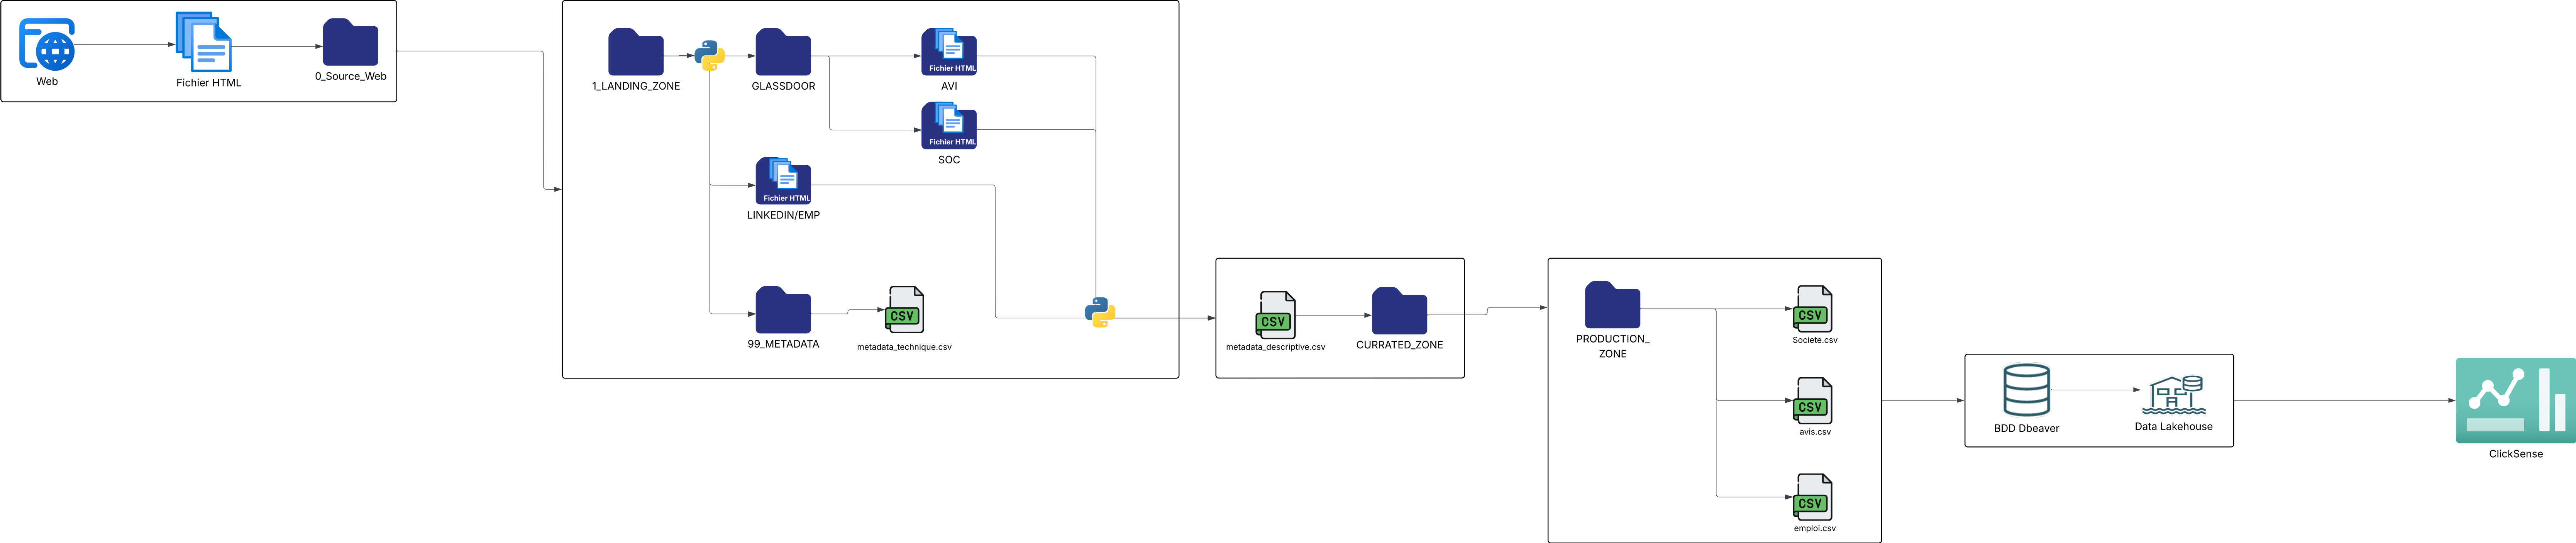 Web
Fichier HTML
0_Source_Web
1_LANDING_ZONE
GLASSDOOR
Fichier HTML
AVI
Fichier HTML
SOC
Fichier HTML
LINKEDIN/EMP
99_METADATA
CSV
metadata_technique.csv
CSV
metadata_descriptive.csv
CURRATED_ZONE
PRODUCTION_
ZONE
CSV
Societe.csv
CSV
avis.csv
CSV
emploi.csv
BDD Dbeaver
Data Lakehouse
ClickSense